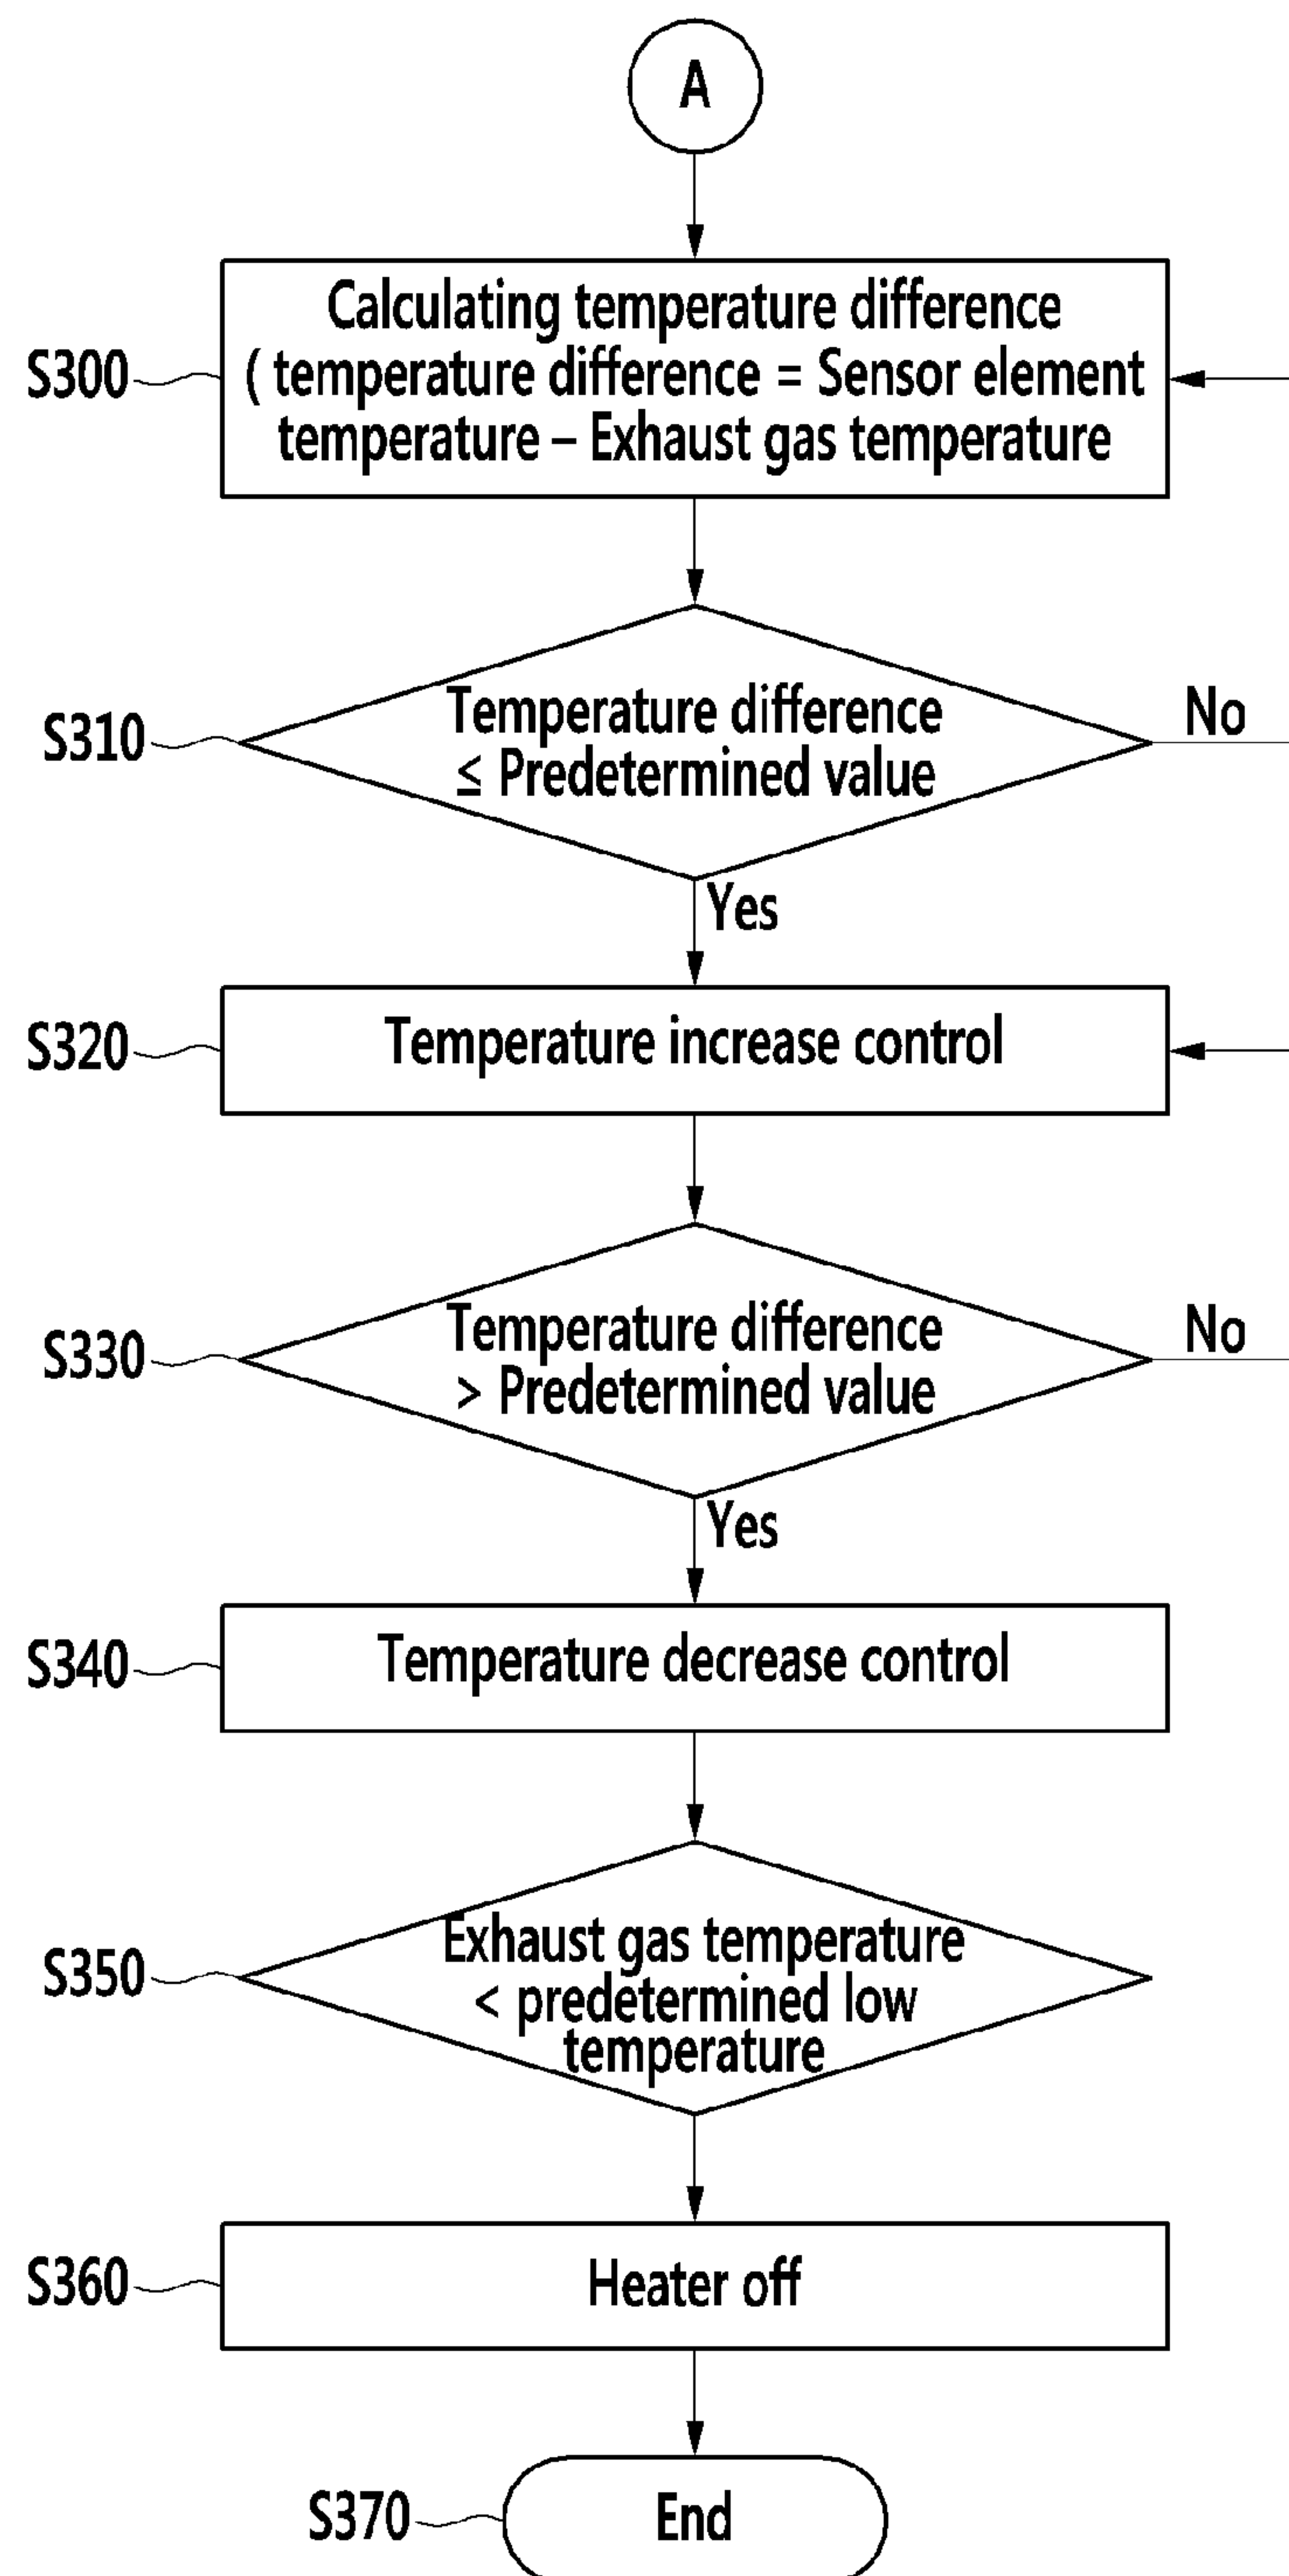 A
Calculating temperature difference
S300 ( temperature difference = Sensor element
temperature – Exhaust gas temperature
Temperature difference No
S310
≤ Predetermined value
Yes
S320 Temperature increase control
Temperature difference No
S330
> Predetermined value
Yes
S340 Temperature decrease control
Exhaust gas temperature
S350
< predetermined low
temperature
S360 Heater off
S370 End